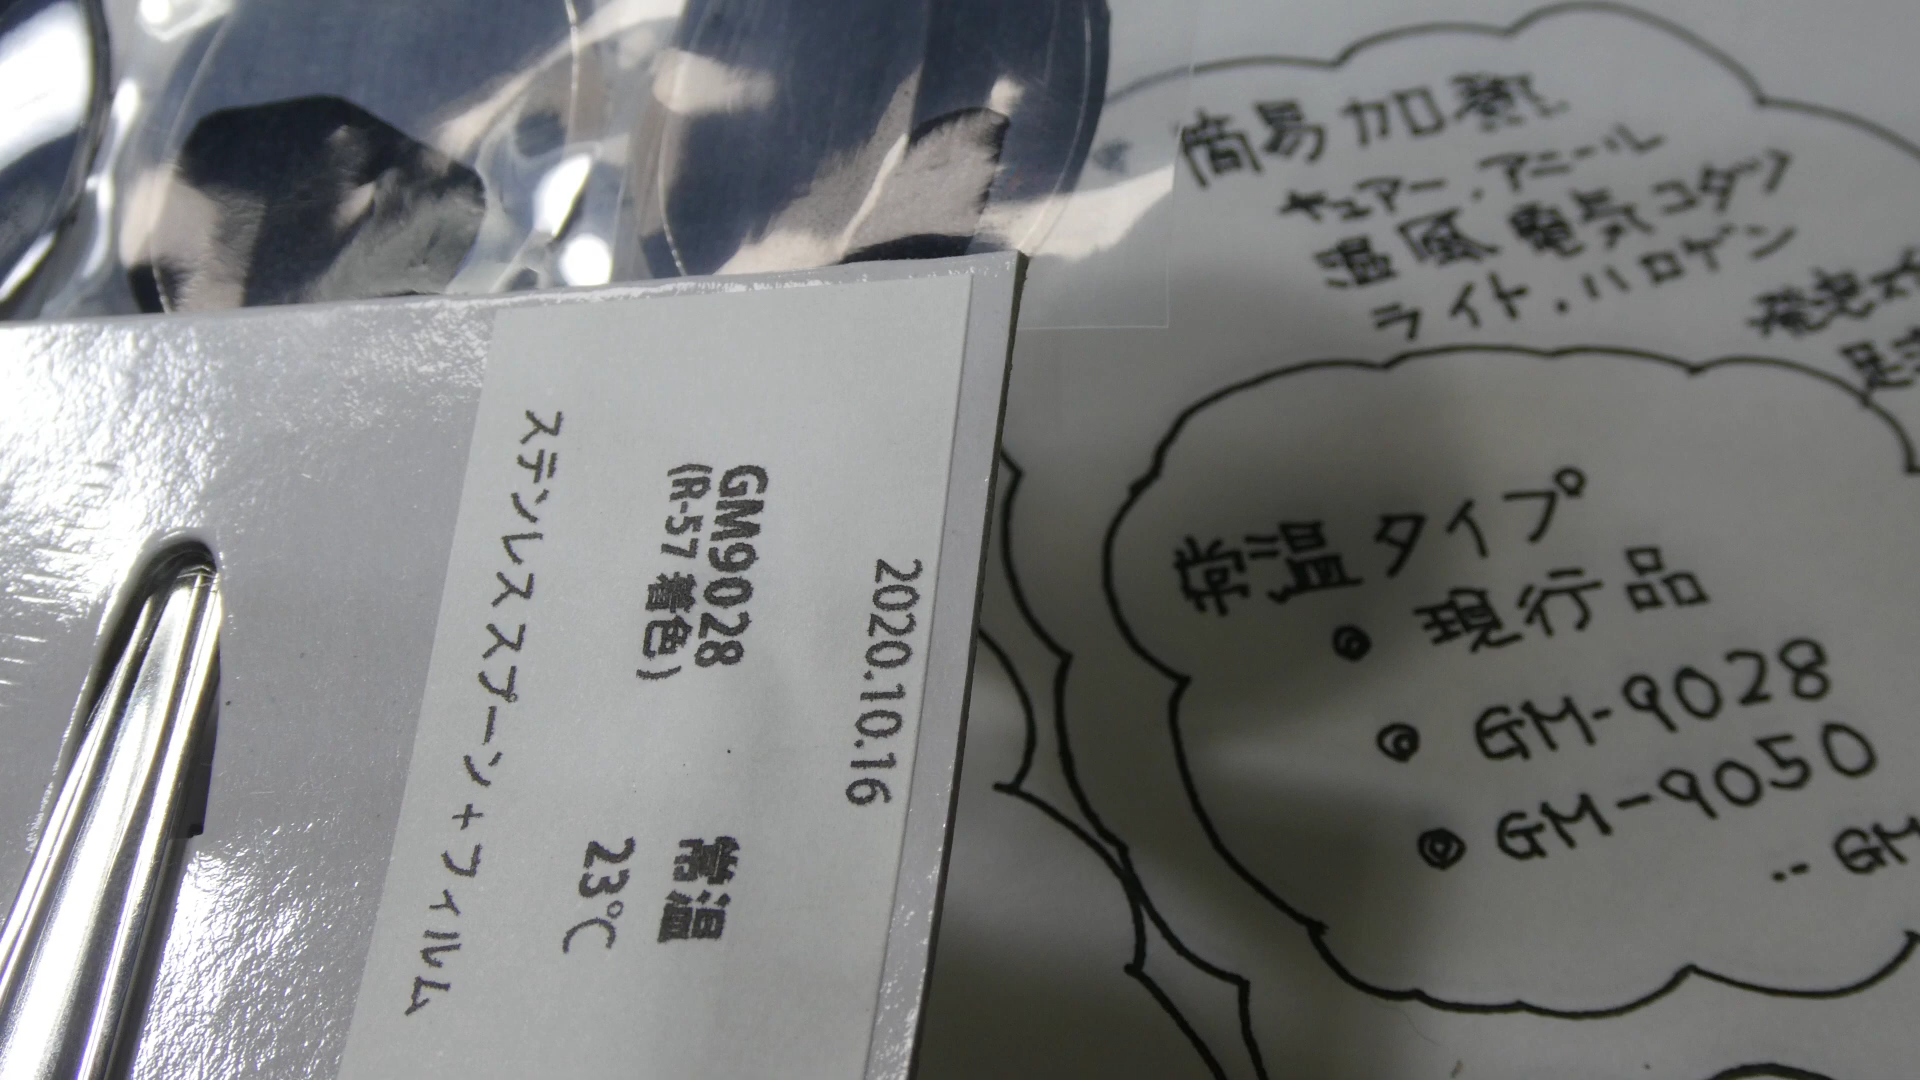 2020.10.16
GM9028
(R-57 着色)
常温
23℃
ステンレススプーン+フィルム
簡易加熱
キュアー、アニール
温風 電気コタツ
ライト、ハロゲン
常温タイプ
現行品
GM-9028
GM-9050
GM